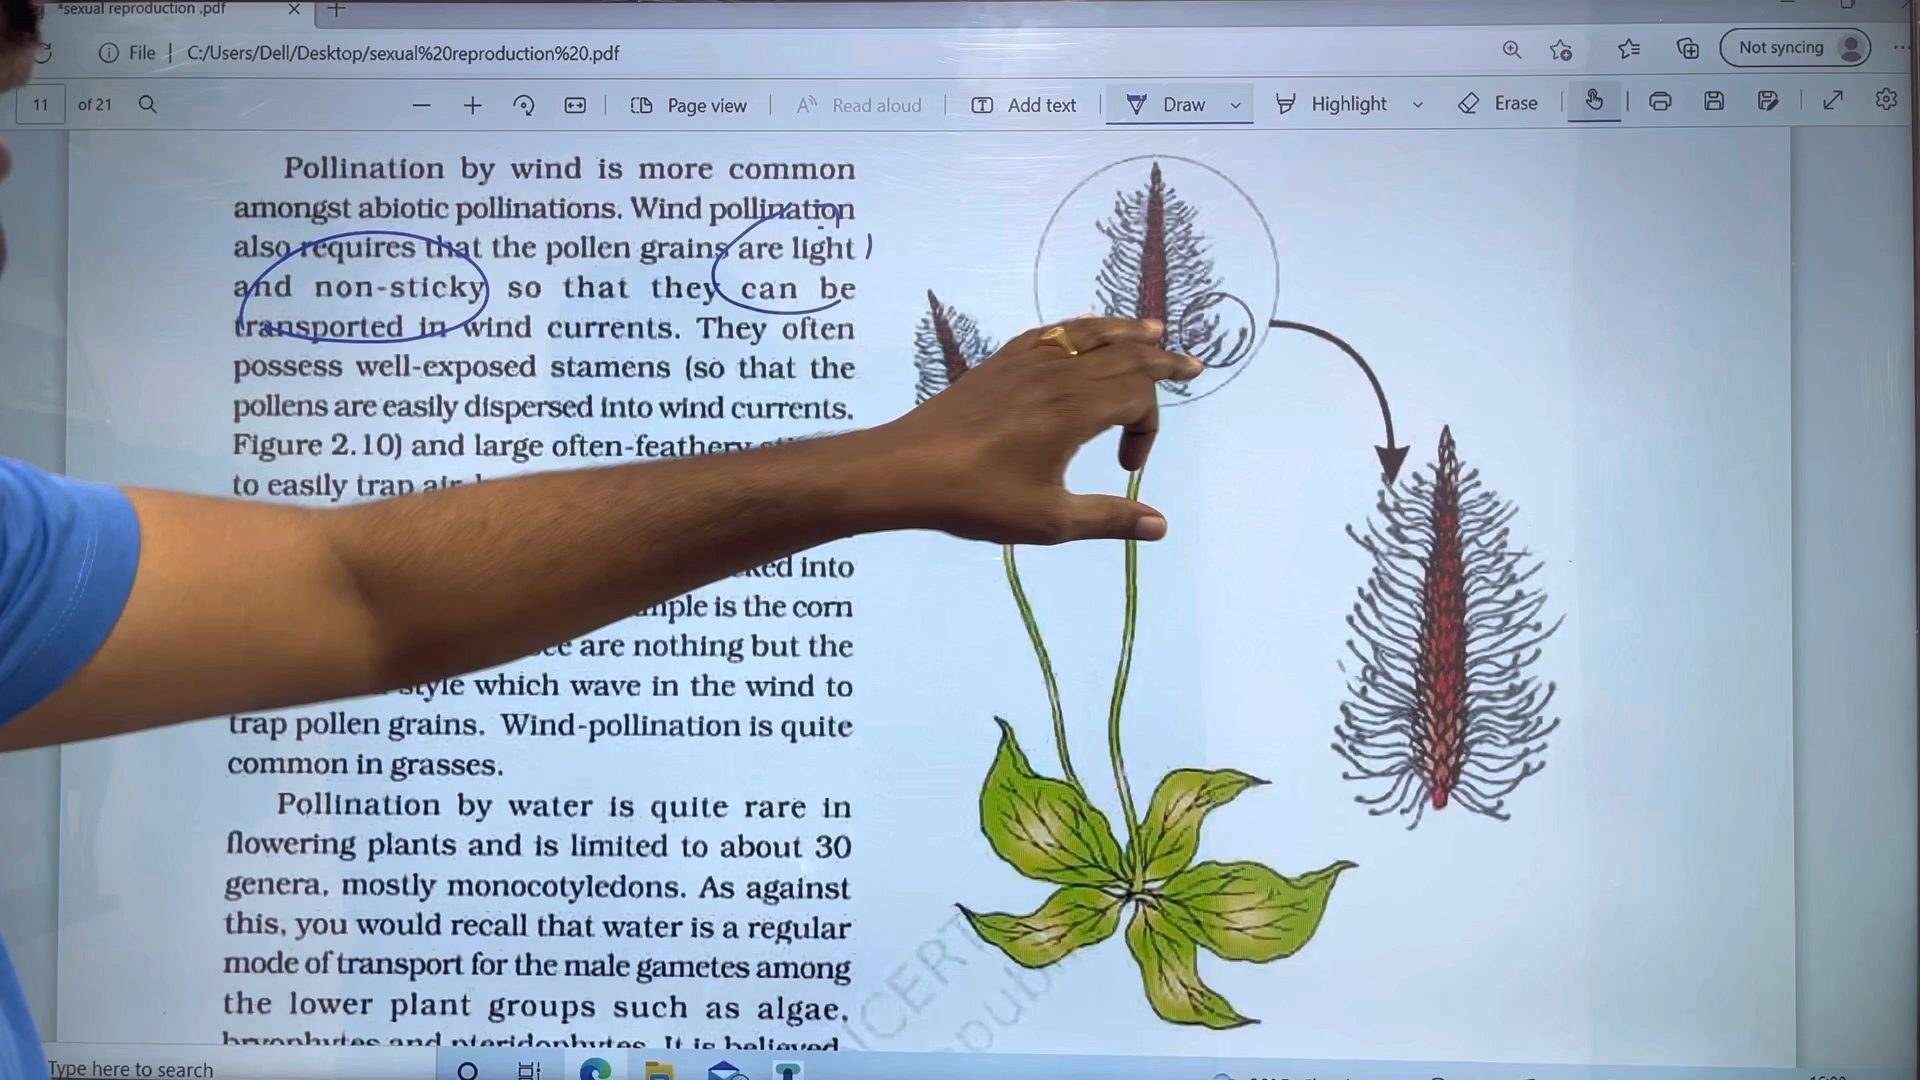 *sexual reproduction .pdf
File
C:/Users/Dell/Desktop/sexual%20reproduction%20.pdf
Not syncing
11 of 21
Page view
Read aloud
Add text
Draw
Highlight
Erase
Pollination by wind is more common
amongst abiotic pollinations. Wind pollination
also requires that the pollen grains are light
and non-sticky so that they can be
transported in wind currents. They often
possess well-exposed stamens (so that the
pollens are easily dispersed into wind currents,
Figure 2.10) and large often-feathery
to easily trap
into
is the corn
are nothing but the
style which wave in the wind to
trap pollen grains. Wind-pollination is quite
common in grasses.
Pollination by water is quite rare in
flowering plants and is limited to about 30
genera, mostly monocotyledons. As against
this, you would recall that water is a regular
mode of transport for the male gametes among
the lower plant groups such as algae,
bryophytes and pteridophytes. It is believed
Type here to search